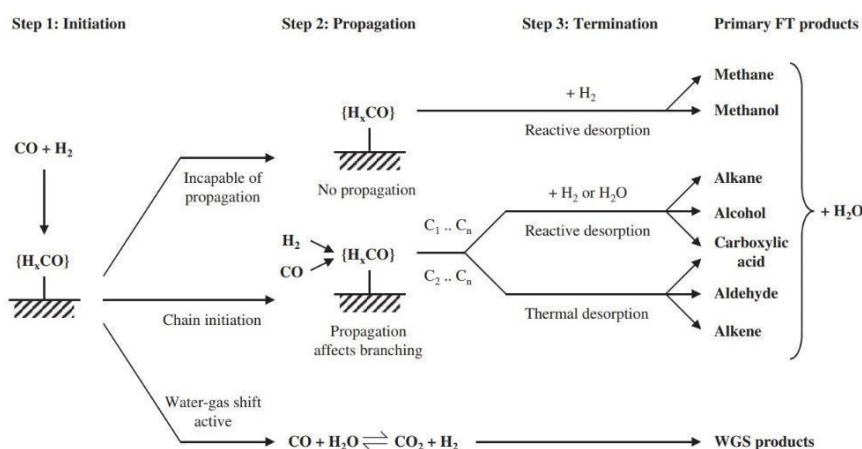 Step 1: Initiation
Step 2: Propagation
Step 3: Termination
Primary FT products
CO + H₂
{HₓCO}
Incapable of
propagation
{HₓCO}
No propagation
+ H₂
Reactive desorption
Methane
Methanol
Chain initiation
H₂
CO
{HₓCO}
Propagation
affects branching
C₁ .. Cₙ
C₂ .. Cₙ
+ H₂ or H₂O
Reactive desorption
Thermal desorption
Alkane
Alcohol
Carboxylic
acid
Aldehyde
Alkene
+ H₂O
Water-gas shift
active
CO + H₂O ⇌ CO₂ + H₂
WGS products